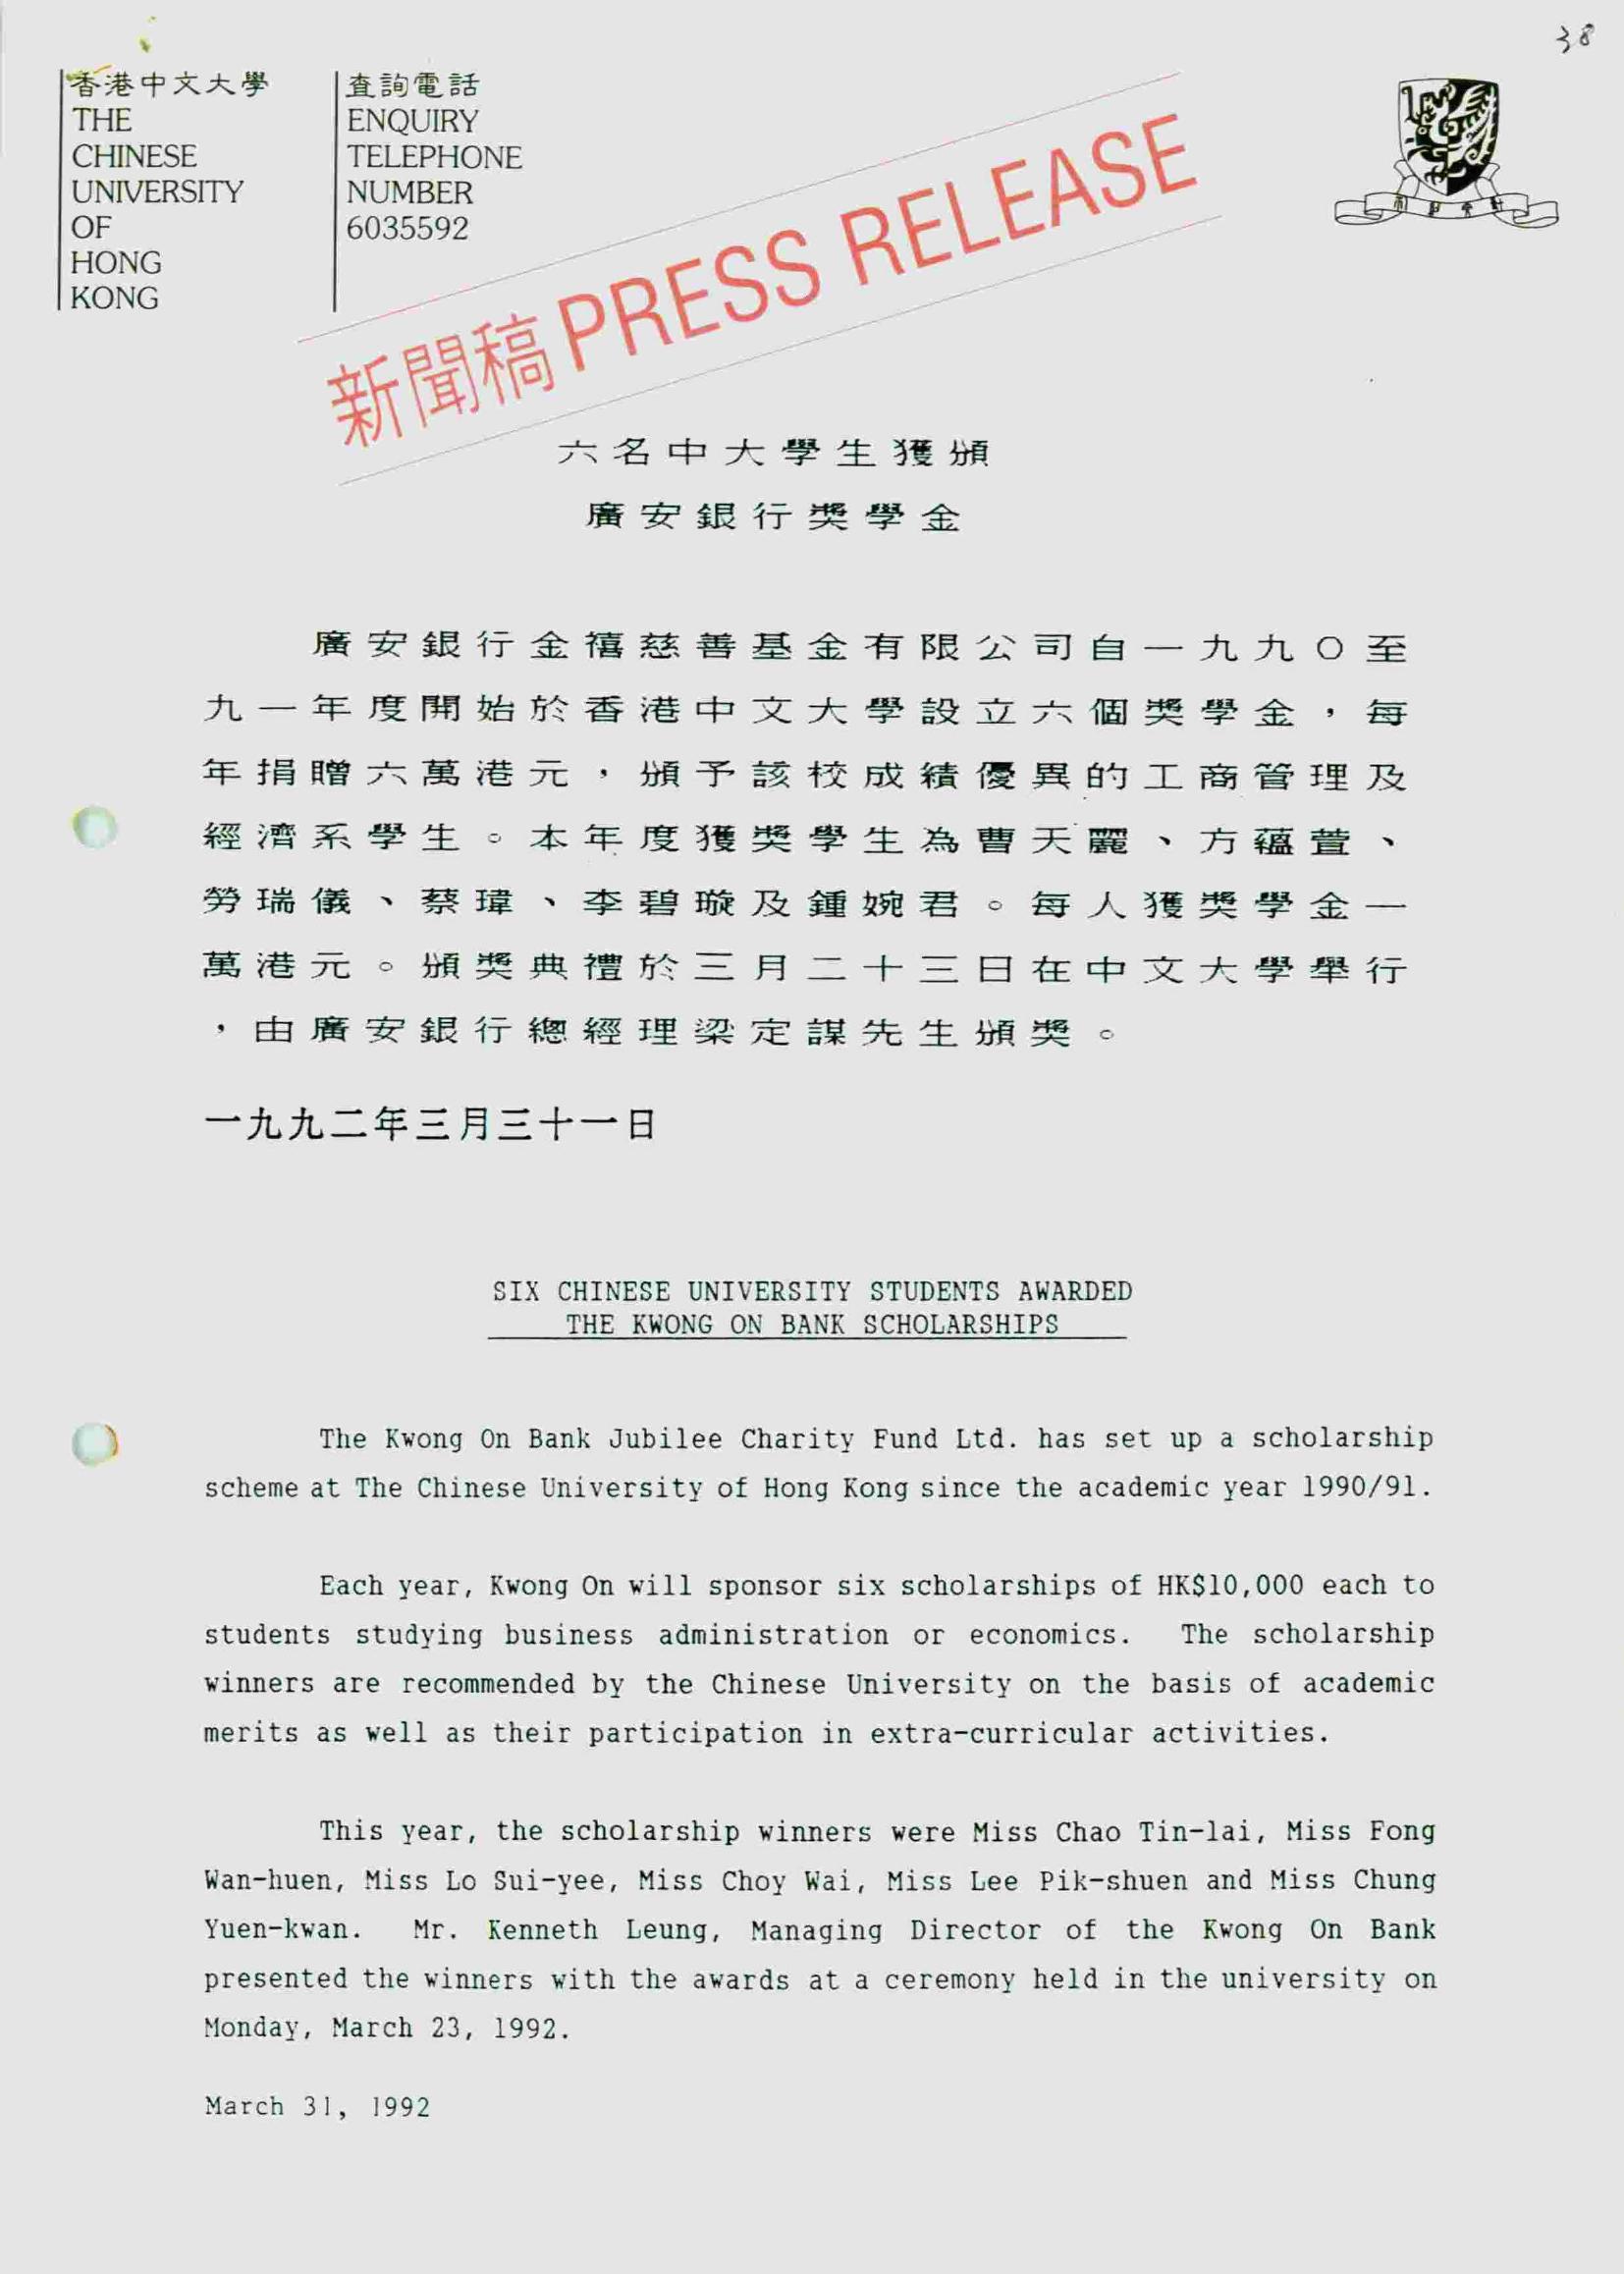 38
香港中文大學
THE
CHINESE
UNIVERSITY
OF
HONG
KONG
查詢電話
ENQUIRY
TELEPHONE
NUMBER
6035592
新聞稿 PRESS RELEASE
六名中大學生獲頒
廣安銀行獎學金
廣安銀行金禧慈善基金有限公司自一九九〇至
九一年度開始於香港中文大學設立六個獎學金，每
年捐贈六萬港元，頒予該校成績優異的工商管理及
經濟系學生。本年度獲獎學生為曹天麗、方蘊萱、
勞瑞儀、蔡瑋、李碧璇及鍾婉君。每人獲獎學金一
萬港元。頒獎典禮於三月二十三日在中文大學舉行
，由廣安銀行總經理梁定謀先生頒獎。
一九九二年三月三十一日
SIX CHINESE UNIVERSITY STUDENTS AWARDED
THE KWONG ON BANK SCHOLARSHIPS
The Kwong On Bank Jubilee Charity Fund Ltd. has set up a scholarship
scheme at The Chinese University of Hong Kong since the academic year 1990/91.
Each year, Kwong On will sponsor six scholarships of HK$10,000 each to
students studying business administration or economics. The scholarship
winners are recommended by the Chinese University on the basis of academic
merits as well as their participation in extra-curricular activities.
This year, the scholarship winners were Miss Chao Tin-lai, Miss Fong
Wan-huen, Miss Lo Sui-yee, Miss Choy Wai, Miss Lee Pik-shuen and Miss Chung
Yuen-kwan. Mr. Kenneth Leung, Managing Director of the Kwong On Bank
presented the winners with the awards at a ceremony held in the university on
Monday, March 23, 1992.
March 31, 1992